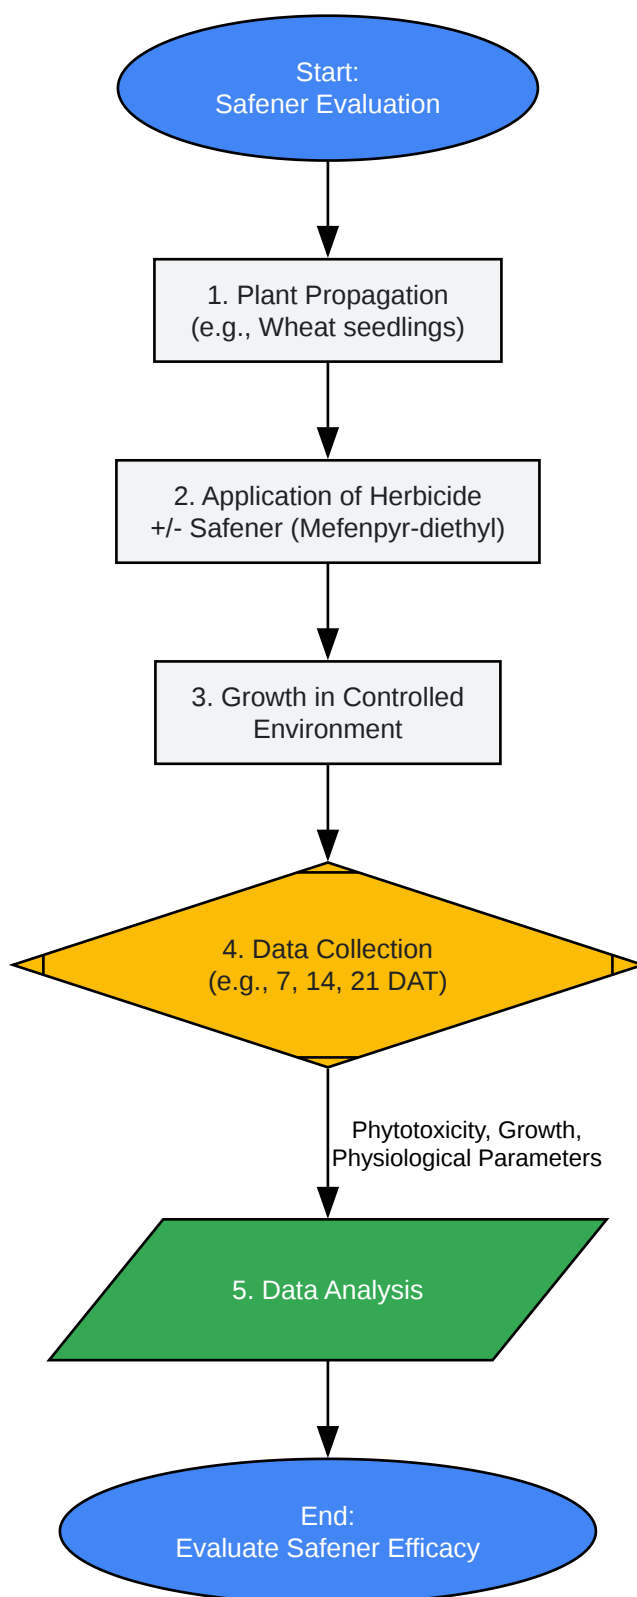 Start:
Safener Evaluation
1. Plant Propagation
(e.g., Wheat seedlings)
2. Application of Herbicide
+/- Safener (Mefenpyr-diethyl)
3. Growth in Controlled
Environment
4. Data Collection
(e.g., 7, 14, 21 DAT)
Phytotoxicity, Growth,
Physiological Parameters
5. Data Analysis
End:
Evaluate Safener Efficacy